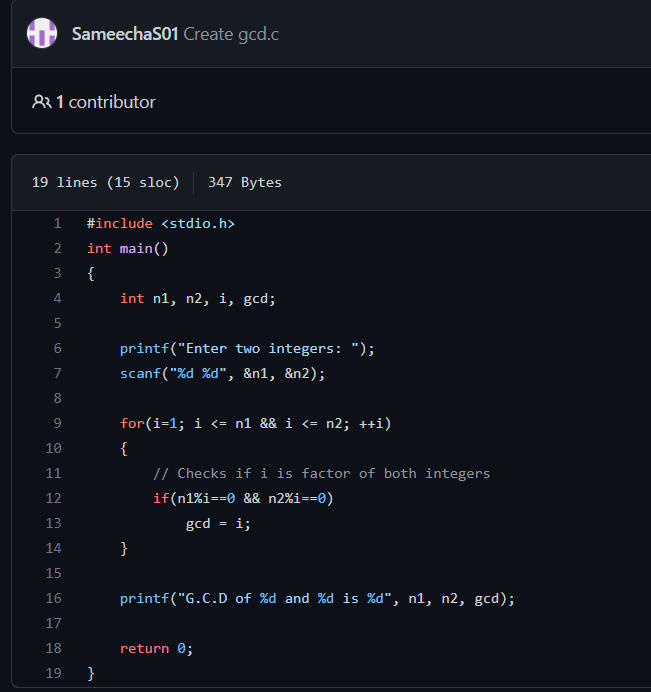 SameechaS01 Create gcd.c
1 contributor
19 lines (15 sloc) 347 Bytes
1 #include <stdio.h>
2 int main()
3 {
4     int n1, n2, i, gcd;
5
6     printf("Enter two integers: ");
7     scanf("%d %d", &n1, &n2);
8
9     for(i=1; i <= n1 && i <= n2; ++i)
10     {
11         // Checks if i is factor of both integers
12         if(n1%i==0 && n2%i==0)
13             gcd = i;
14     }
15
16     printf("G.C.D of %d and %d is %d", n1, n2, gcd);
17
18     return 0;
19 }